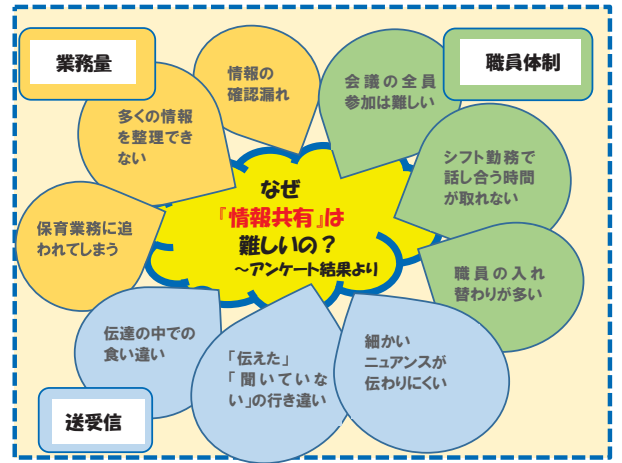 業務量
職員体制
情報の
確認漏れ
会議の全員
参加は難しい
多くの情報
を整理でき
ない
シフト勤務で
話し合う時間
が取れない
なぜ
『情報共有』は
難しいの？
～アンケート結果より
保育業務に追
われてしまう
職員の入れ
替わりが多い
伝達の中での
食い違い
「伝えた」
「聞いていな
い」の行き違い
細かい
ニュアンスが
伝わりにくい
送受信